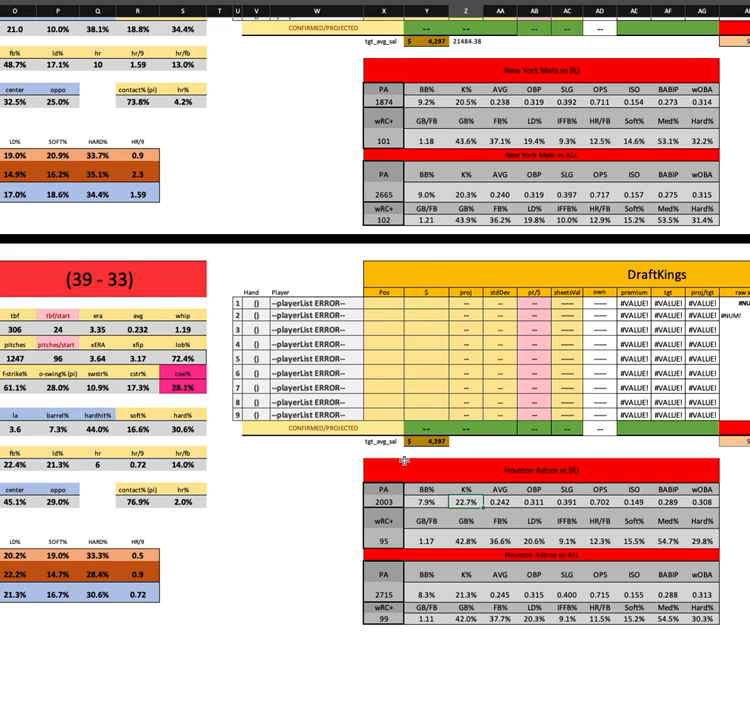 O P Q R S T U V W X Y Z AA AB AC AD AE AF AG
21.0 10.0% 38.1% 18.8% 34.4%
CONFIRMED/PROJECTED -- -- -- -- -- --
tgt_avg_sal $ 4,297 21484.38
fb% ld% hr hr/9 hr/fb
48.7% 17.1% 10 1.59 13.0%
New York Mets vs (R)
center oppo contact% (pi) hr%
32.5% 25.0% 73.8% 4.2%
PA BB% K% AVG OBP SLG OPS ISO BABIP wOBA
1874 9.2% 20.5% 0.238 0.319 0.392 0.711 0.154 0.273 0.314
wRC+ GB/FB GB% FB% LD% IFFB% HR/FB Soft% Med% Hard%
101 1.18 43.6% 37.1% 19.4% 9.3% 12.5% 14.6% 53.1% 32.2%
LD% SOFT% HARD% HR/9
19.0% 20.9% 33.7% 0.9
14.9% 16.2% 35.1% 2.3
17.0% 18.6% 34.4% 1.59
New York Mets vs ALL
PA BB% K% AVG OBP SLG OPS ISO BABIP wOBA
2665 9.0% 20.3% 0.240 0.319 0.397 0.717 0.157 0.275 0.315
wRC+ GB/FB GB% FB% LD% IFFB% HR/FB Soft% Med% Hard%
102 1.21 43.9% 36.2% 19.8% 10.0% 12.9% 15.2% 53.5% 31.4%
(39 - 33)
DraftKings
Hand Player Pos $ proj stdDev pt/$ sheetsVal own premium tgt proj/tgt raw s
1 () --playerList ERROR-- -- -- -- ----- ----- #VALUE! #VALUE! #VALUE! #NU
2 () --playerList ERROR-- -- -- -- ----- ----- #VALUE! #VALUE! #VALUE! #NUM!
3 () --playerList ERROR-- -- -- -- ----- ----- #VALUE! #VALUE! #VALUE!
4 () --playerList ERROR-- -- -- -- ----- ----- #VALUE! #VALUE! #VALUE!
5 () --playerList ERROR-- -- -- -- ----- ----- #VALUE! #VALUE! #VALUE!
6 () --playerList ERROR-- -- -- -- ----- ----- #VALUE! #VALUE! #VALUE!
7 () --playerList ERROR-- -- -- -- ----- ----- #VALUE! #VALUE! #VALUE!
8 () --playerList ERROR-- -- -- -- ----- ----- #VALUE! #VALUE! #VALUE!
9 () --playerList ERROR-- -- -- -- ----- ----- #VALUE! #VALUE! #VALUE!
CONFIRMED/PROJECTED -- -- -- -- -- --
tgt_avg_sal $ 4,297
tbf tbf/start era avg whip
306 24 3.35 0.232 1.19
pitches pitches/start xERA xfip lob%
1247 96 3.64 3.17 72.4%
f-strike% o-swing% (pi) swstr% cstr% csw%
61.1% 28.0% 10.9% 17.3% 28.1%
la barrel% hardhit% soft% hard%
3.6 7.3% 44.0% 16.6% 30.6%
fb% ld% hr hr/9 hr/fb
22.4% 21.3% 6 0.72 14.0%
center oppo contact% (pi) hr%
45.1% 29.0% 76.9% 2.0%
LD% SOFT% HARD% HR/9
20.2% 19.0% 33.3% 0.5
22.2% 14.7% 28.4% 0.9
21.3% 16.7% 30.6% 0.72
Houston Astros vs (R)
PA BB% K% AVG OBP SLG OPS ISO BABIP wOBA
2003 7.9% 22.7% 0.242 0.311 0.391 0.702 0.149 0.289 0.308
wRC+ GB/FB GB% FB% LD% IFFB% HR/FB Soft% Med% Hard%
95 1.17 42.8% 36.6% 20.6% 9.1% 12.3% 15.5% 54.7% 29.8%
Houston Astros vs ALL
PA BB% K% AVG OBP SLG OPS ISO BABIP wOBA
2715 8.3% 21.3% 0.245 0.315 0.400 0.715 0.155 0.288 0.313
wRC+ GB/FB GB% FB% LD% IFFB% HR/FB Soft% Med% Hard%
99 1.11 42.0% 37.7% 20.3% 9.1% 11.5% 15.2% 54.5% 30.3%